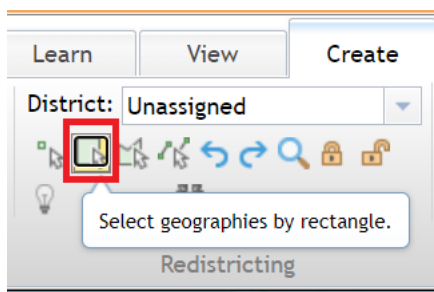 Learn View Create
District: Unassigned
Select geographies by rectangle.
Redistricting